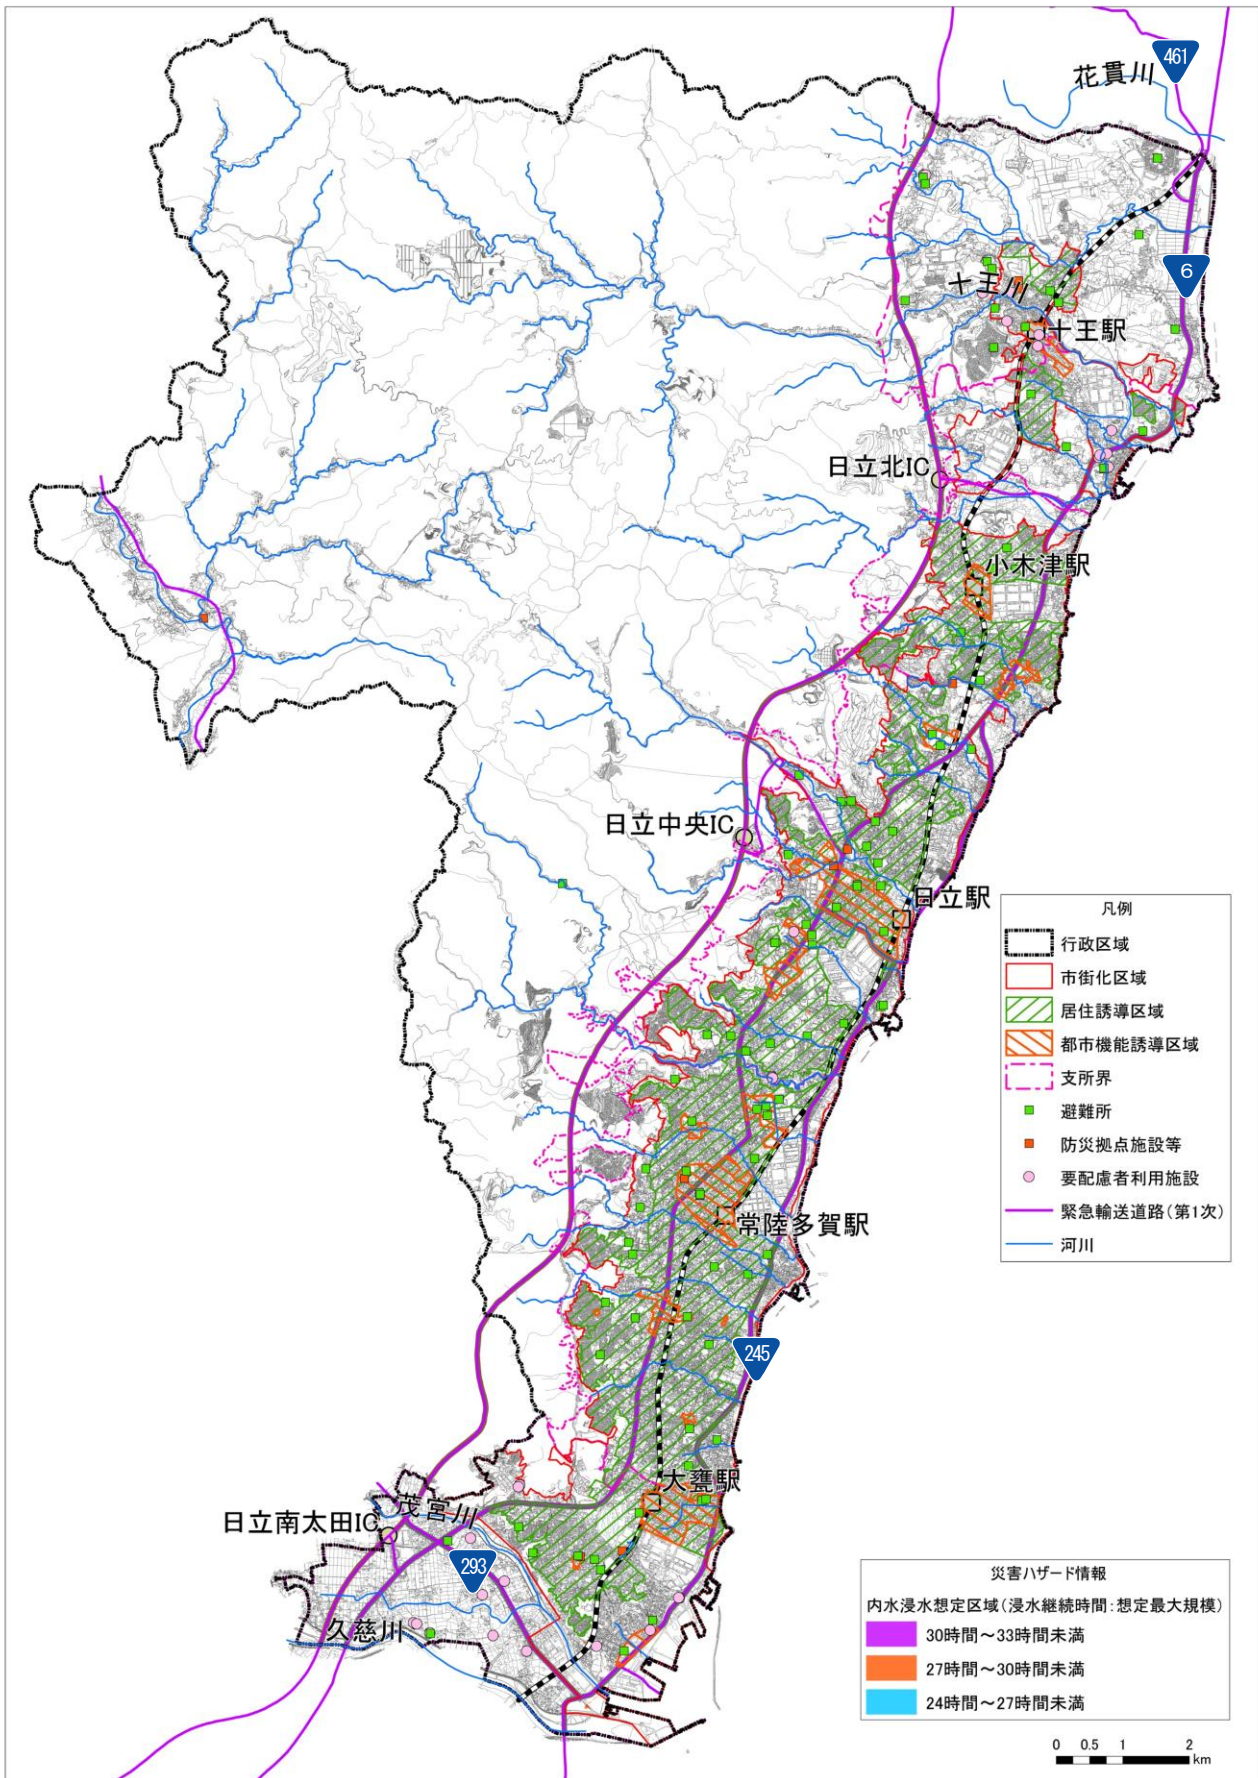 461
花貫川
6
十王川
十王駅
日立北IC
小木津駅
日立中央IC
日立駅
常陸多賀駅
245
大甕駅
茂宮川
日立南太田IC
293
久慈川
凡例
行政区域
市街化区域
居住誘導区域
都市機能誘導区域
支所界
避難所
防災拠点施設等
要配慮者利用施設
緊急輸送道路(第1次)
河川
災害ハザード情報
内水浸水想定区域(浸水継続時間:想定最大規模)
30時間～33時間未満
27時間～30時間未満
24時間～27時間未満
0 0.5 1 2
km